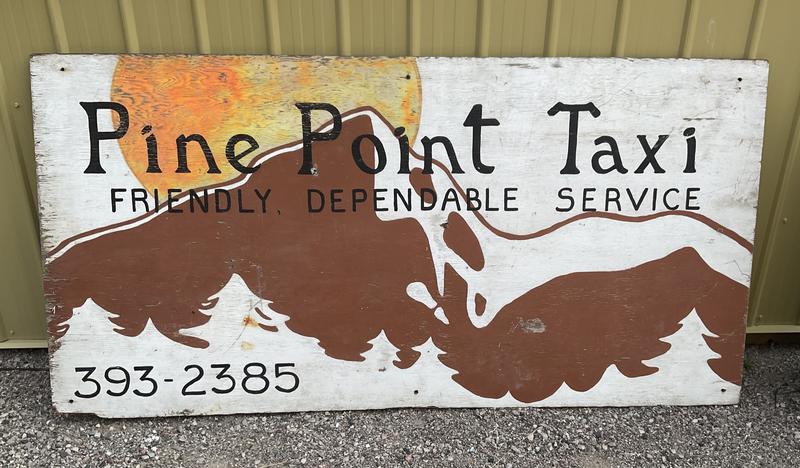 Pine Point Taxi
FRIENDLY, DEPENDABLE SERVICE
393-2385